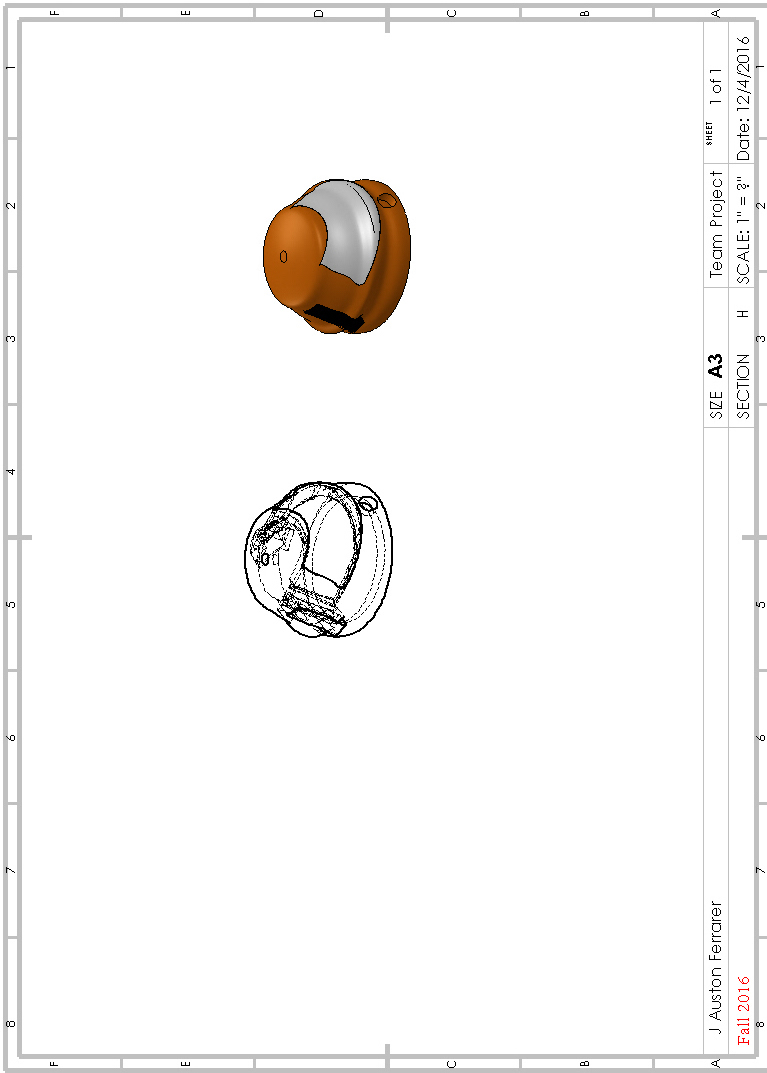 8 7 6 5 4 3 2 1
F F
E E
D
C C
B B
J Auston Ferrarer SIZE A3 Team Project SHEET 1 of 1
A A
Fall 2016 SECTION H SCALE: 1" = ?" Date: 12/4/2016
8 7 6 5 4 3 2 1